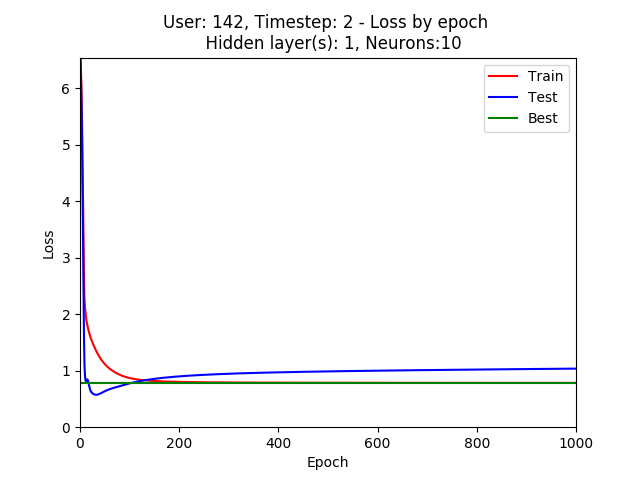 User: 142, Timestep: 2 - Loss by epoch
Hidden layer(s): 1, Neurons:10
Train
Test
Best
Loss
6
5
4
3
2
1
0
0 200 400 600 800 1000
Epoch